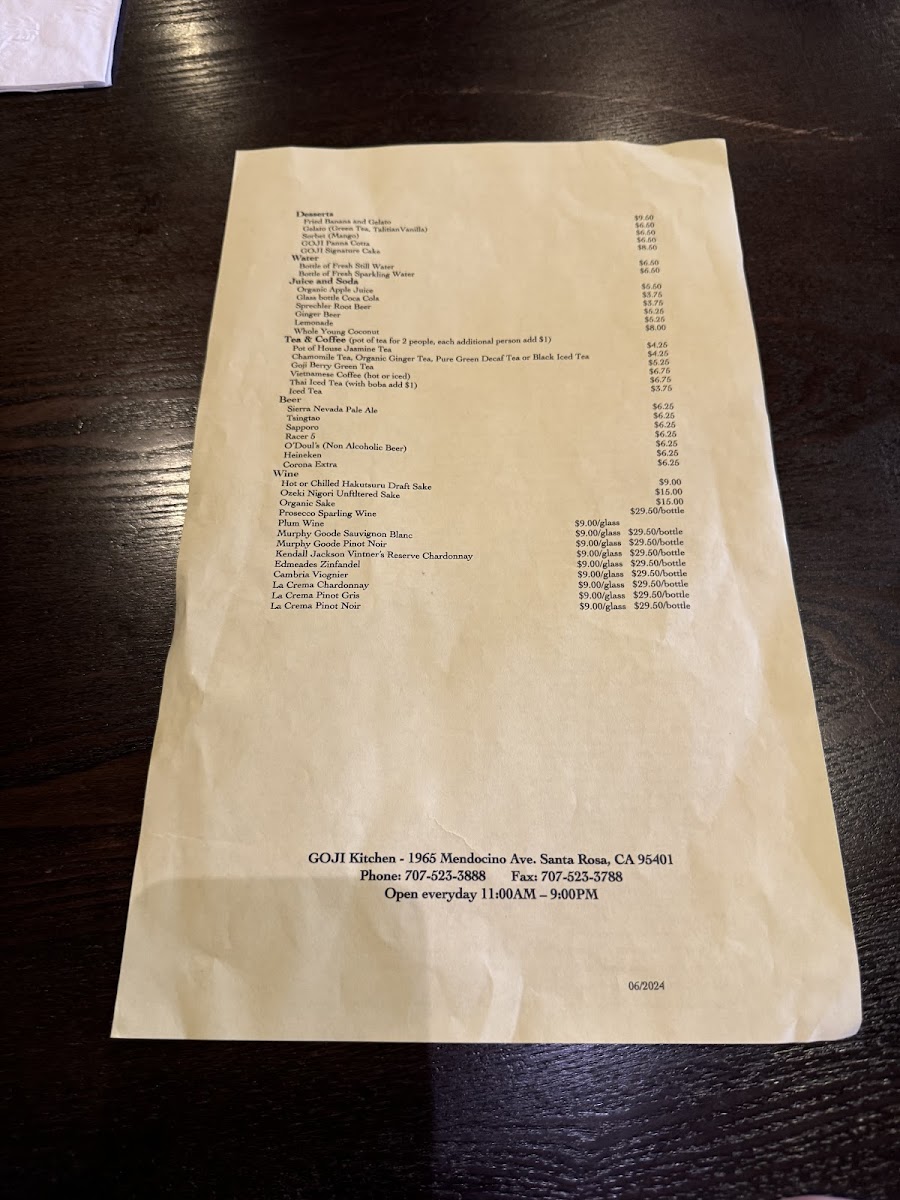 Desserts
Fried Banana and Gelato $9.50
Gelato (Green Tea, TahitianVanilla) $6.50
Sorbet (Mango) $6.50
GOJI Panna Cotta $6.50
GOJI Signature Cake $8.50
Water
Bottle of Fresh Still Water $6.50
Bottle of Fresh Sparkling Water $6.50
Juice and Soda
Organic Apple Juice $5.50
Glass bottle Coca Cola $3.75
Sprechler Root Beer $3.75
Ginger Beer $5.25
Lemonade $5.25
Whole Young Coconut $8.00
Tea & Coffee (pot of tea for 2 people, each additional person add $1)
Pot of House Jasmine Tea $4.25
Chamomile Tea, Organic Ginger Tea, Pure Green Decaf Tea or Black Iced Tea $4.25
Goji Berry Green Tea $5.25
Vietnamese Coffee (hot or iced) $6.75
Thai Iced Tea (with boba add $1) $6.75
Iced Tea $3.75
Beer
Sierra Nevada Pale Ale $6.25
Tsingtao $6.25
Sapporo $6.25
Racer 5 $6.25
O'Doul's (Non Alcoholic Beer) $6.25
Heineken $6.25
Corona Extra $6.25
Wine
Hot or Chilled Hakutsuru Draft Sake $9.00
Ozeki Nigori Unfiltered Sake $15.00
Organic Sake $15.00
Prosecco Sparling Wine $29.50/bottle
Plum Wine $9.00/glass
Murphy Goode Sauvignon Blanc $9.00/glass $29.50/bottle
Murphy Goode Pinot Noir $9.00/glass $29.50/bottle
Kendall Jackson Vintner's Reserve Chardonnay $9.00/glass $29.50/bottle
Edmeades Zinfandel $9.00/glass $29.50/bottle
Cambria Viognier $9.00/glass $29.50/bottle
La Crema Chardonnay $9.00/glass $29.50/bottle
La Crema Pinot Gris $9.00/glass $29.50/bottle
La Crema Pinot Noir $9.00/glass $29.50/bottle
GOJI Kitchen - 1965 Mendocino Ave. Santa Rosa, CA 95401
Phone: 707-523-3888 Fax: 707-523-3788
Open everyday 11:00AM – 9:00PM
06/2024